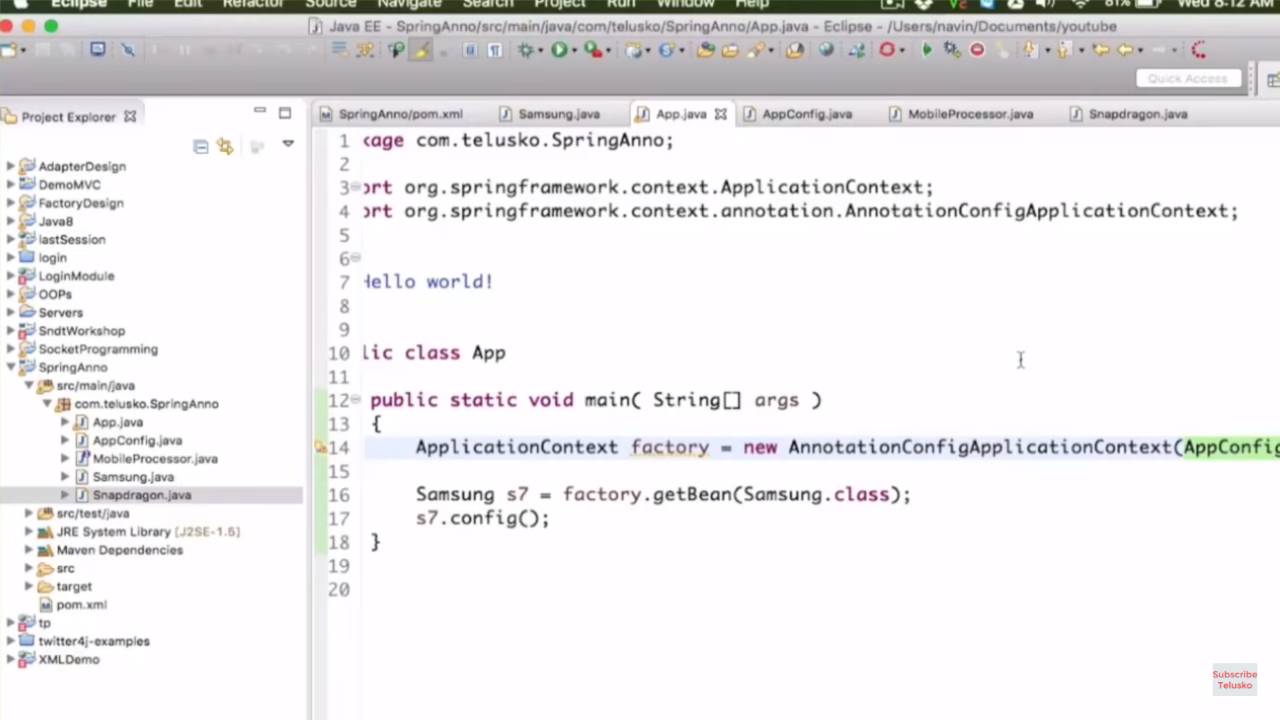 Eclipse File Edit Refactor Source Navigate Search Project Run Window Help 81% Wed 8:12 AM
Java EE - SpringAnno/src/main/java/com/telusko/SpringAnno/App.java - Eclipse - /Users/navin/Documents/youtube
Quick Access
Project Explorer
SpringAnno/pom.xml Samsung.java App.java AppConfig.java MobileProcessor.java Snapdragon.java
AdapterDesign
DemoMVC
FactoryDesign
Java8
lastSession
login
LoginModule
OOPs
Servers
SndtWorkshop
SocketProgramming
SpringAnno
src/main/java
com.telusko.SpringAnno
App.java
AppConfig.java
MobileProcessor.java
Samsung.java
Snapdragon.java
src/test/java
JRE System Library [J2SE-1.5]
Maven Dependencies
src
target
pom.xml
tp
twitter4j-examples
XMLDemo
1 kage com.telusko.SpringAnno;
2
3 ort org.springframework.context.ApplicationContext;
4 ort org.springframework.context.annotation.AnnotationConfigApplicationContext;
5
6
7 Hello world!
8
9
10 lic class App
11
12 public static void main( String[] args )
13 {
14 ApplicationContext factory = new AnnotationConfigApplicationContext(AppConfig
15
16 Samsung s7 = factory.getBean(Samsung.class);
17 s7.config();
18 }
19
20
Subscribe
Telusko